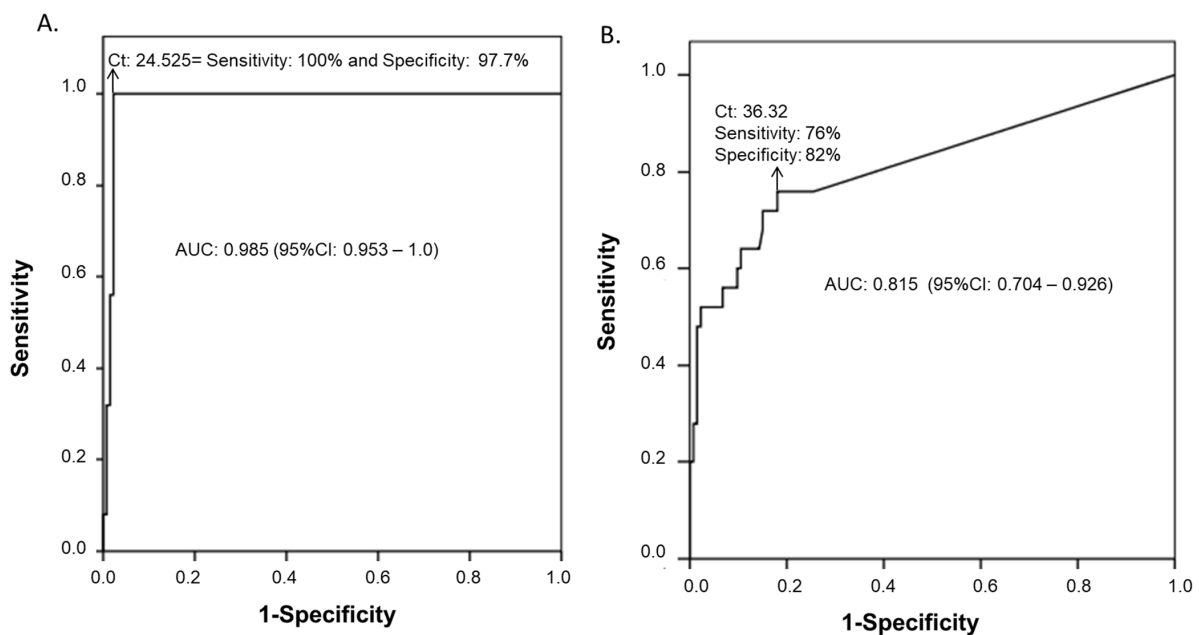 A.
Ct: 24.525= Sensitivity: 100% and Specificity: 97.7%
1.0
0.8
0.6
0.4
0.2
0.0
Sensitivity
AUC: 0.985 (95%CI: 0.953 – 1.0)
0.0 0.2 0.4 0.6 0.8 1.0
1-Specificity
B.
Ct: 36.32
Sensitivity: 76%
Specificity: 82%
1.0
0.8
0.6
0.4
0.2
0.0
Sensitivity
AUC: 0.815 (95%CI: 0.704 – 0.926)
0.0 0.2 0.4 0.6 0.8 1.0
1-Specificity